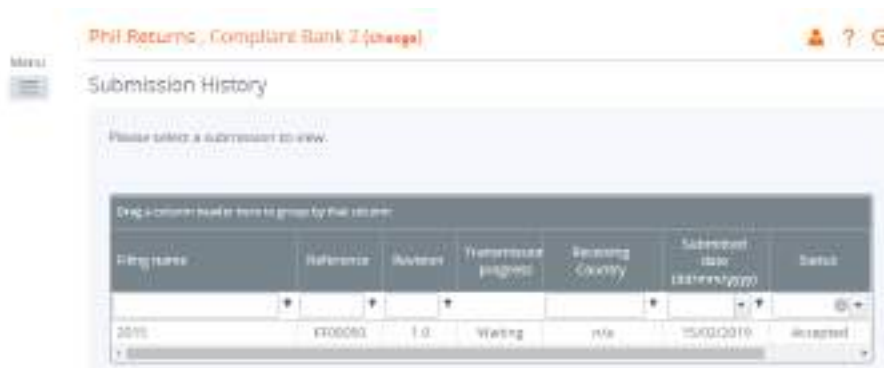 Phil Returns , Compliant Bank 2 (change)
?
Menu
Submission History
Please select a submission to view.
Drag a column header here to group by that column
Filing name Reference Revision Transmission progress Receiving Country Submitted date (dd/mm/yyyy) Status
2015 1.0 Waiting n/a 15/02/2019 Accepted